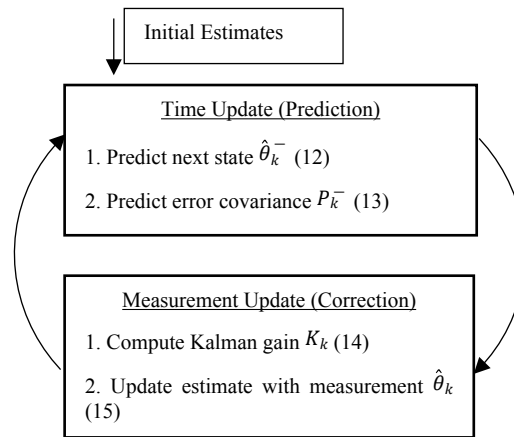 Initial Estimates
Time Update (Prediction)
1. Predict next state θ̂ₖ⁻ (12)
2. Predict error covariance Pₖ⁻ (13)
Measurement Update (Correction)
1. Compute Kalman gain Kₖ (14)
2. Update estimate with measurement θ̂ₖ
(15)